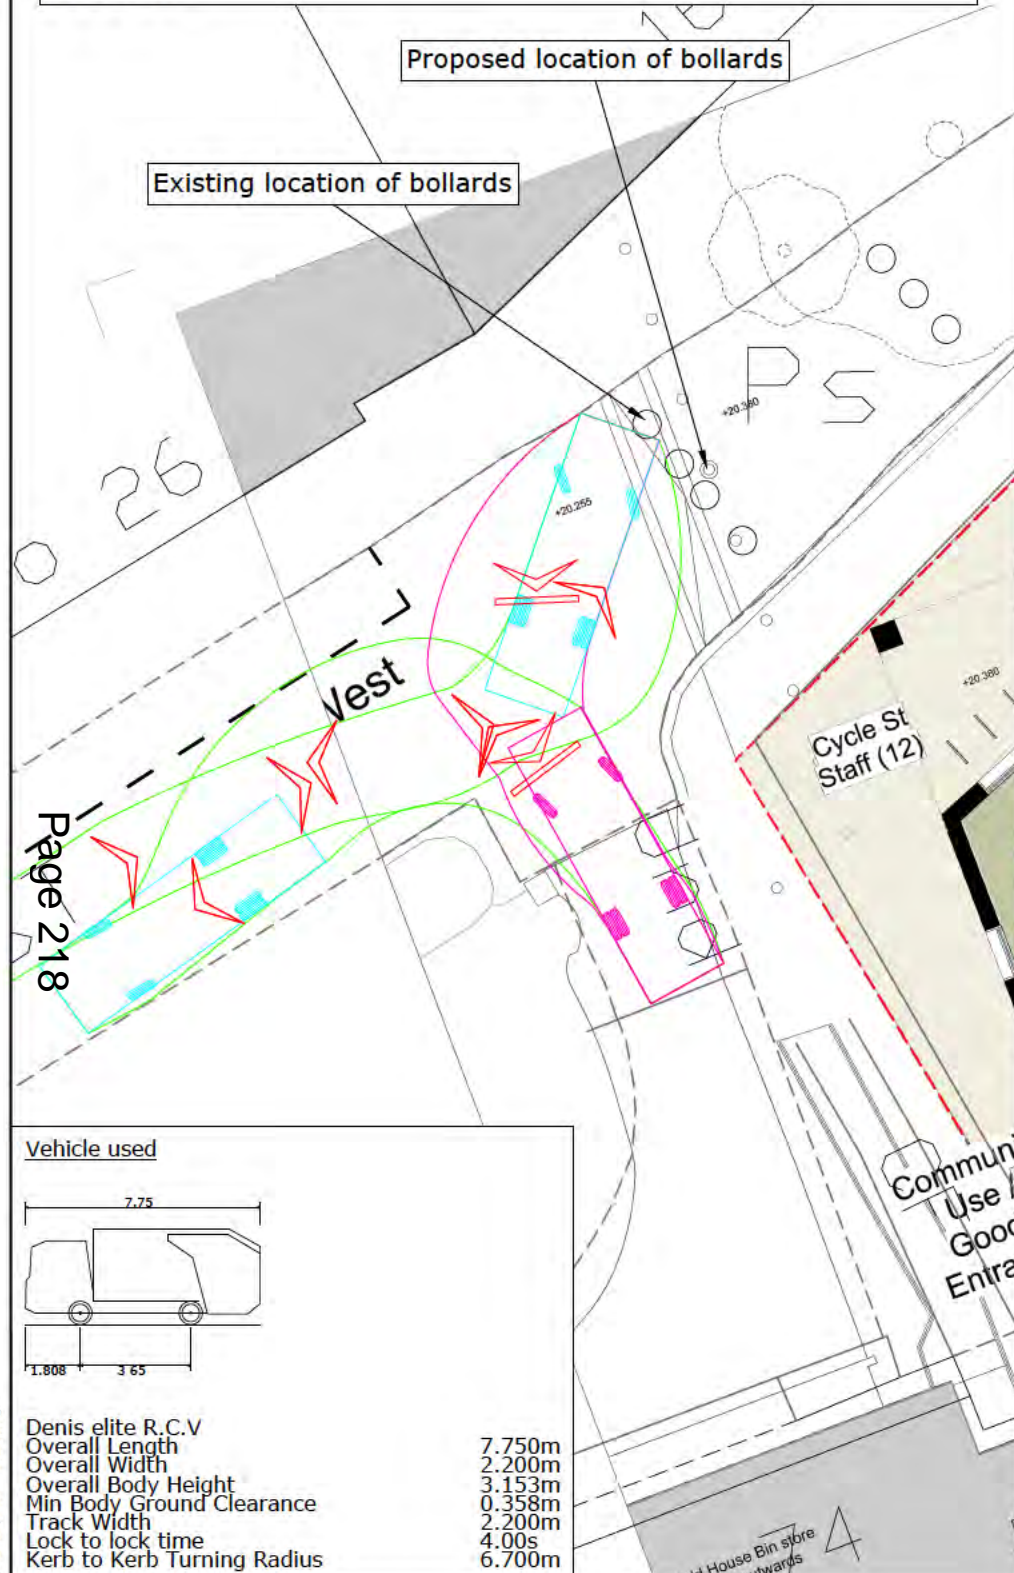 Proposed location of bollards
Existing location of bollards
PS
+20.380
26
+20.255
West
+20.380
Cycle St
Staff (12)
Page 218
Vehicle used
7.75
1.808
3 65
Commun
Use
Good
Entra
Denis elite R.C.V
Overall Length 7.750m
Overall Width 2.200m
Overall Body Height 3.153m
Min Body Ground Clearance 0.358m
Track Width 2.200m
Lock to lock time 4.00s
Kerb to Kerb Turning Radius 6.700m
74
House Bin store